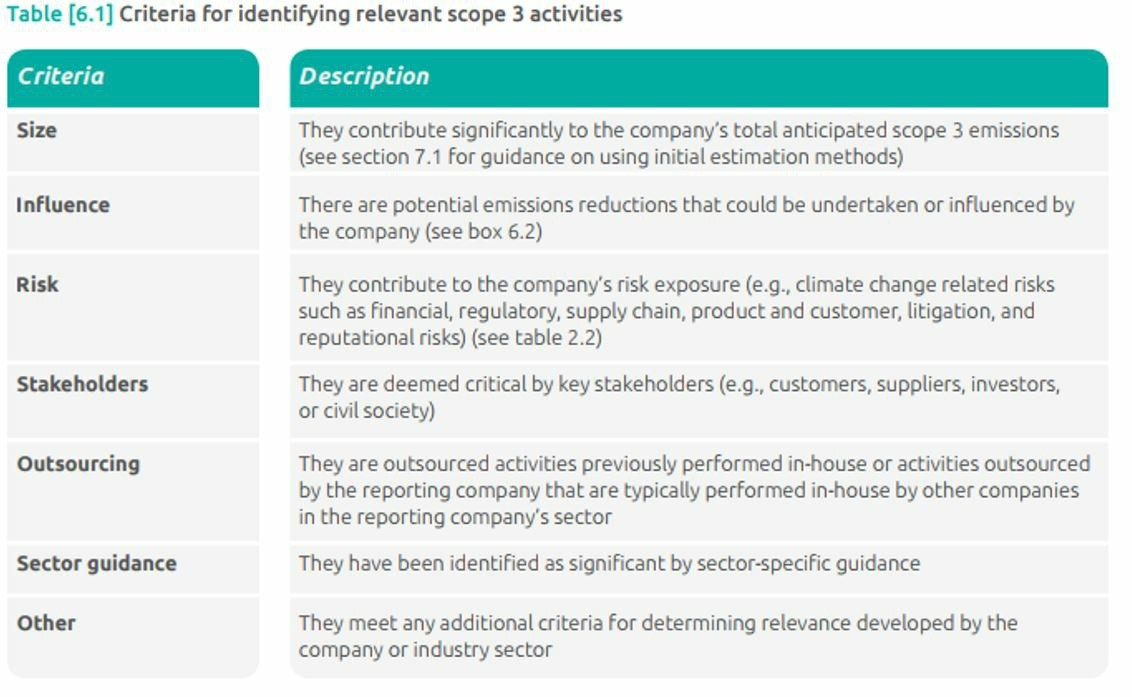 Table [6.1] Criteria for identifying relevant scope 3 activities
Criteria
Description
Size
They contribute significantly to the company’s total anticipated scope 3 emissions
(see section 7.1 for guidance on using initial estimation methods)
Influence
There are potential emissions reductions that could be undertaken or influenced by
the company (see box 6.2)
Risk
They contribute to the company’s risk exposure (e.g., climate change related risks
such as financial, regulatory, supply chain, product and customer, litigation, and
reputational risks) (see table 2.2)
Stakeholders
They are deemed critical by key stakeholders (e.g., customers, suppliers, investors,
or civil society)
Outsourcing
They are outsourced activities previously performed in-house or activities outsourced
by the reporting company that are typically performed in-house by other companies
in the reporting company’s sector
Sector guidance
They have been identified as significant by sector-specific guidance
Other
They meet any additional criteria for determining relevance developed by the
company or industry sector